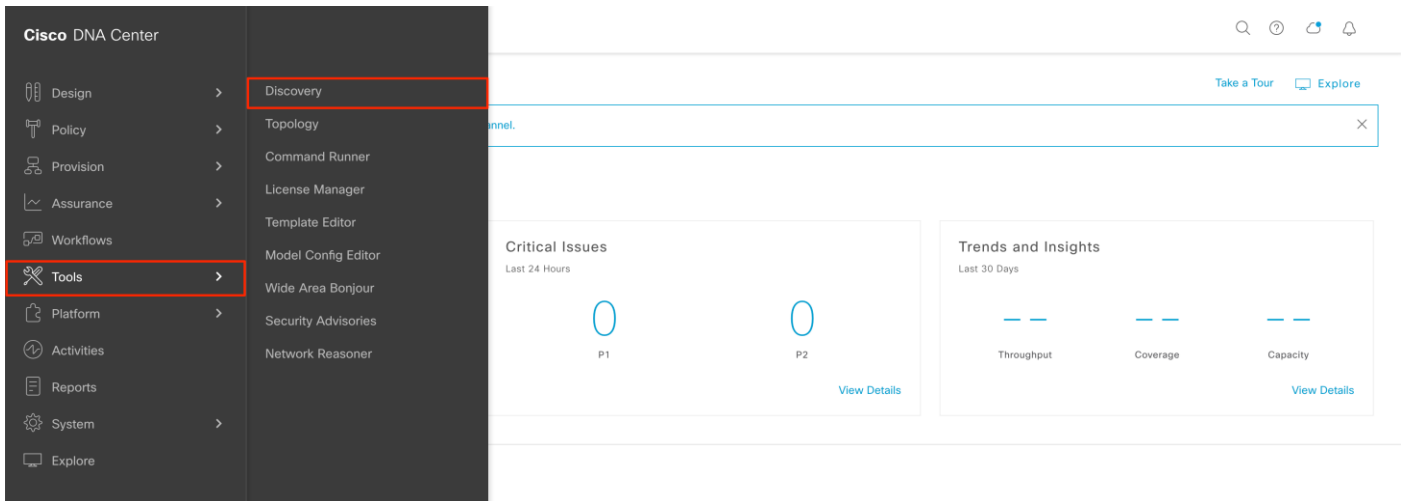 Cisco DNA Center
Design
Policy
Provision
Assurance
Workflows
Tools
Platform
Activities
Reports
System
Explore
Discovery
Topology
Command Runner
License Manager
Template Editor
Model Config Editor
Wide Area Bonjour
Security Advisories
Network Reasoner
Take a Tour
Explore
annel.
Critical Issues
Last 24 Hours
0
0
P1
P2
View Details
Trends and Insights
Last 30 Days
-- -- --
Throughput
Coverage
Capacity
View Details